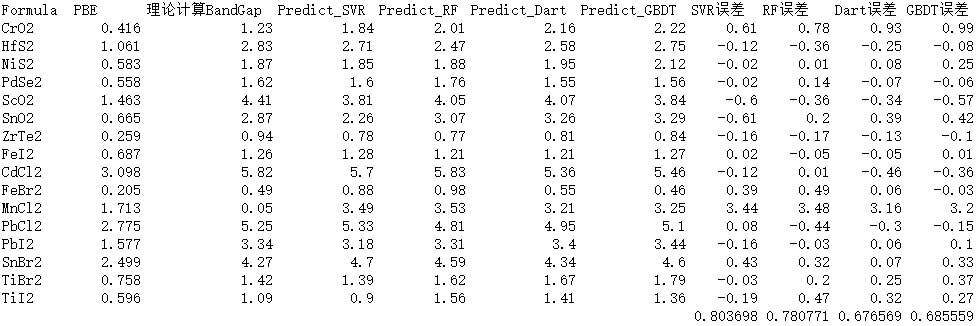 Formula PBE 理论计算BandGap Predict_SVR Predict_RF Predict_Dart Predict_GBDT SVR误差 RF误差 Dart误差 GBDT误差
CrO2 0.416 1.23 1.84 2.01 2.16 2.22 0.61 0.78 0.93 0.99
HfS2 1.061 2.83 2.71 2.47 2.58 2.75 -0.12 -0.36 -0.25 -0.08
NiS2 0.583 1.87 1.85 1.88 1.95 2.12 -0.02 0.01 0.08 0.25
PdSe2 0.558 1.62 1.6 1.76 1.55 1.56 -0.02 0.14 -0.07 -0.06
ScO2 1.463 4.41 3.81 4.05 4.07 3.84 -0.6 -0.36 -0.34 -0.57
SnO2 0.665 2.87 2.26 3.07 3.26 3.29 -0.61 0.2 0.39 0.42
ZrTe2 0.259 0.94 0.78 0.77 0.81 0.84 -0.16 -0.17 -0.13 -0.1
FeI2 0.687 1.26 1.28 1.21 1.21 1.27 0.02 -0.05 -0.05 0.01
CdCl2 3.098 5.82 5.7 5.83 5.36 5.46 -0.12 0.01 -0.46 -0.36
FeBr2 0.205 0.49 0.88 0.98 0.55 0.46 0.39 0.49 0.06 -0.03
MnCl2 1.713 0.05 3.49 3.53 3.21 3.25 3.44 3.48 3.16 3.2
PbCl2 2.775 5.25 5.33 4.81 4.95 5.1 0.08 -0.44 -0.3 -0.15
PbI2 1.577 3.34 3.18 3.31 3.4 3.44 -0.16 -0.03 0.06 0.1
SnBr2 2.499 4.27 4.7 4.59 4.34 4.6 0.43 0.32 0.07 0.33
TiBr2 0.758 1.42 1.39 1.62 1.67 1.79 -0.03 0.2 0.25 0.37
TiI2 0.596 1.09 0.9 1.56 1.41 1.36 -0.19 0.47 0.32 0.27
0.803698 0.780771 0.676569 0.685559